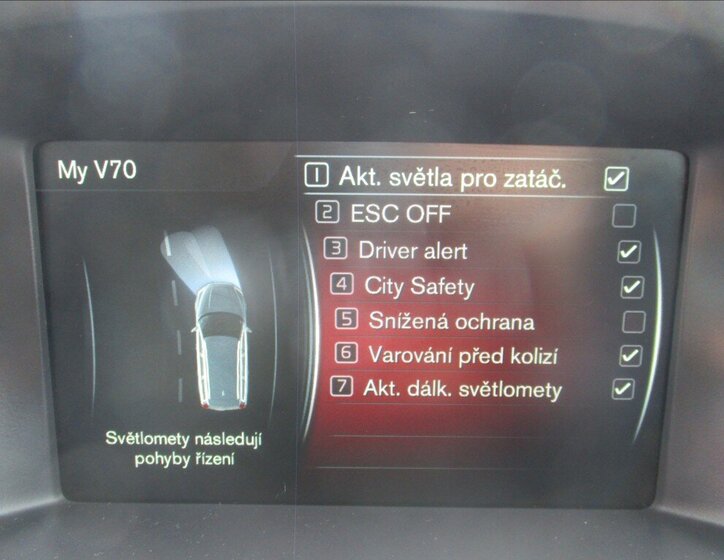 My V70
1 Akt. světla pro zatáč.
2 ESC OFF
3 Driver alert
4 City Safety
5 Snížená ochrana
6 Varování před kolizí
7 Akt. dálk. světlomety
Světlomety následují
pohyby řízení